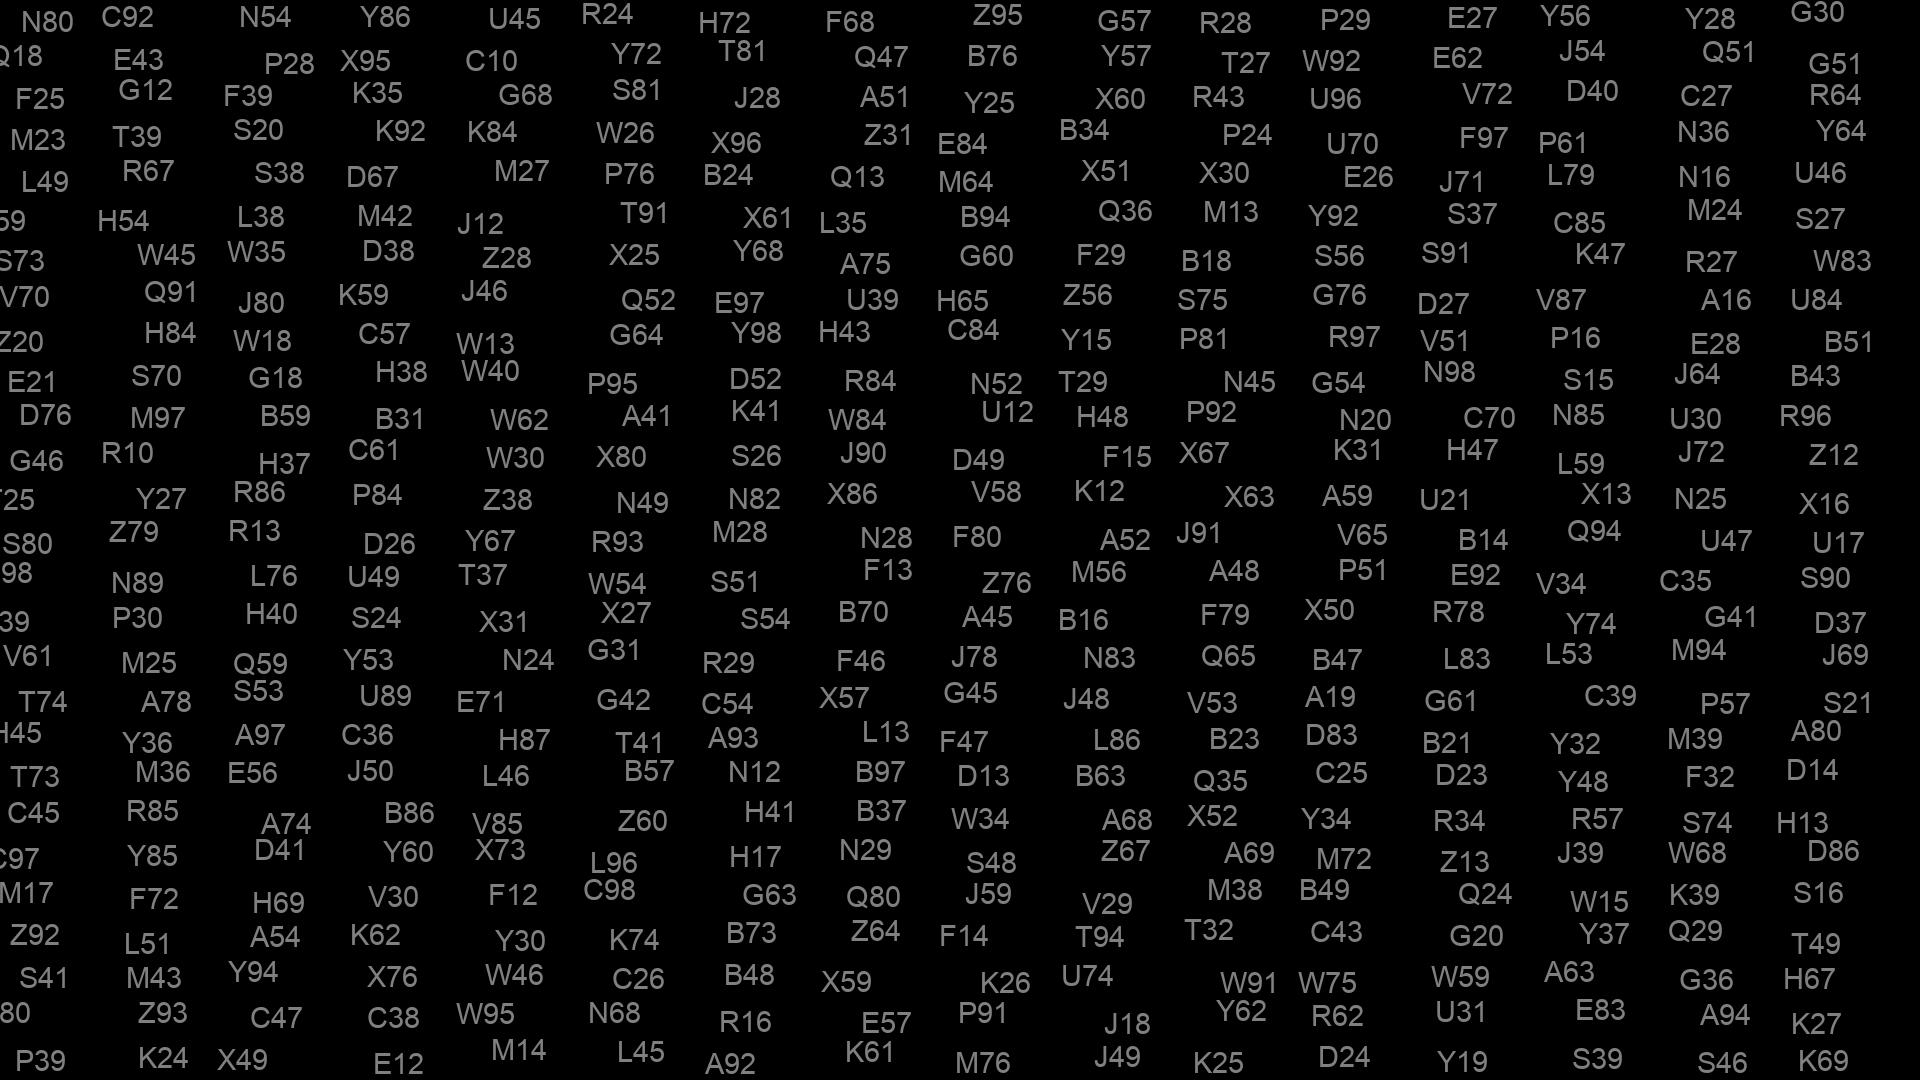 N80 C92 N54 Y86 U45 R24 H72 F68 Z95 G57 R28 P29 E27 Y56 Y28 G30
Q18 E43 P28 X95 C10 Y72 T81 Q47 B76 Y57 T27 W92 E62 J54 Q51 G51
F25 G12 F39 K35 G68 S81 J28 A51 Y25 X60 R43 U96 V72 D40 C27 R64
M23 T39 S20 K92 K84 W26 X96 Z31 E84 B34 P24 U70 F97 P61 N36 Y64
L49 R67 S38 D67 M27 P76 B24 Q13 M64 X51 X30 E26 J71 L79 N16 U46
59 H54 L38 M42 J12 T91 X61 L35 B94 Q36 M13 Y92 S37 C85 M24 S27
S73 W45 W35 D38 Z28 X25 Y68 A75 G60 F29 B18 S56 S91 K47 R27 W83
V70 Q91 J80 K59 J46 Q52 E97 U39 H65 Z56 S75 G76 D27 V87 A16 U84
Z20 H84 W18 C57 W13 G64 Y98 H43 C84 Y15 P81 R97 V51 P16 E28 B51
E21 S70 G18 H38 W40 P95 D52 R84 N52 T29 N45 G54 N98 S15 J64 B43
D76 M97 B59 B31 W62 A41 K41 W84 U12 H48 P92 N20 C70 N85 U30 R96
G46 R10 H37 C61 W30 X80 S26 J90 D49 F15 X67 K31 H47 L59 J72 Z12
25 Y27 R86 P84 Z38 N49 N82 X86 V58 K12 X63 A59 U21 X13 N25 X16
S80 Z79 R13 D26 Y67 R93 M28 N28 F80 A52 J91 V65 B14 Q94 U47 U17
98 N89 L76 U49 T37 W54 S51 F13 Z76 M56 A48 P51 E92 V34 C35 S90
39 P30 H40 S24 X31 X27 S54 B70 A45 B16 F79 X50 R78 Y74 G41 D37
V61 M25 Q59 Y53 N24 G31 R29 F46 J78 N83 Q65 B47 L83 L53 M94 J69
T74 A78 S53 U89 E71 G42 C54 X57 G45 J48 V53 A19 G61 C39 P57 S21
H45 Y36 A97 C36 H87 T41 A93 L13 F47 L86 B23 D83 B21 Y32 M39 A80
T73 M36 E56 J50 L46 B57 N12 B97 D13 B63 Q35 C25 D23 Y48 F32 D14
C45 R85 A74 B86 V85 Z60 H41 B37 W34 A68 X52 Y34 R34 R57 S74 H13
C97 Y85 D41 Y60 X73 L96 H17 N29 S48 Z67 A69 M72 Z13 J39 W68 D86
M17 F72 H69 V30 F12 C98 G63 Q80 J59 V29 M38 B49 Q24 W15 K39 S16
Z92 L51 A54 K62 Y30 K74 B73 Z64 F14 T94 T32 C43 G20 Y37 Q29 T49
S41 M43 Y94 X76 W46 C26 B48 X59 K26 U74 W91 W75 W59 A63 G36 H67
80 Z93 C47 C38 W95 N68 R16 E57 P91 J18 Y62 R62 U31 E83 A94 K27
P39 K24 X49 E12 M14 L45 A92 K61 M76 J49 K25 D24 Y19 S39 S46 K69